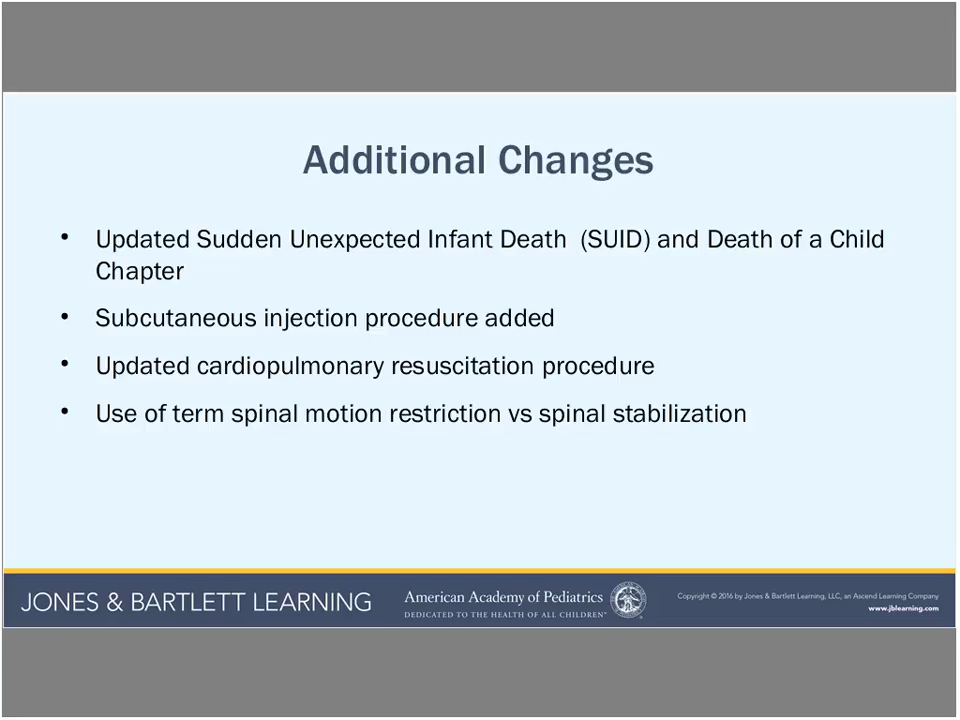 Additional Changes
• Updated Sudden Unexpected Infant Death (SUID) and Death of a Child
Chapter
• Subcutaneous injection procedure added
• Updated cardiopulmonary resuscitation procedure
• Use of term spinal motion restriction vs spinal stabilization
JONES & BARTLETT LEARNING
American Academy of Pediatrics
DEDICATED TO THE HEALTH OF ALL CHILDREN™
Copyright © 2016 by Jones & Bartlett Learning, LLC, an Ascend Learning Company
www.jblearning.com